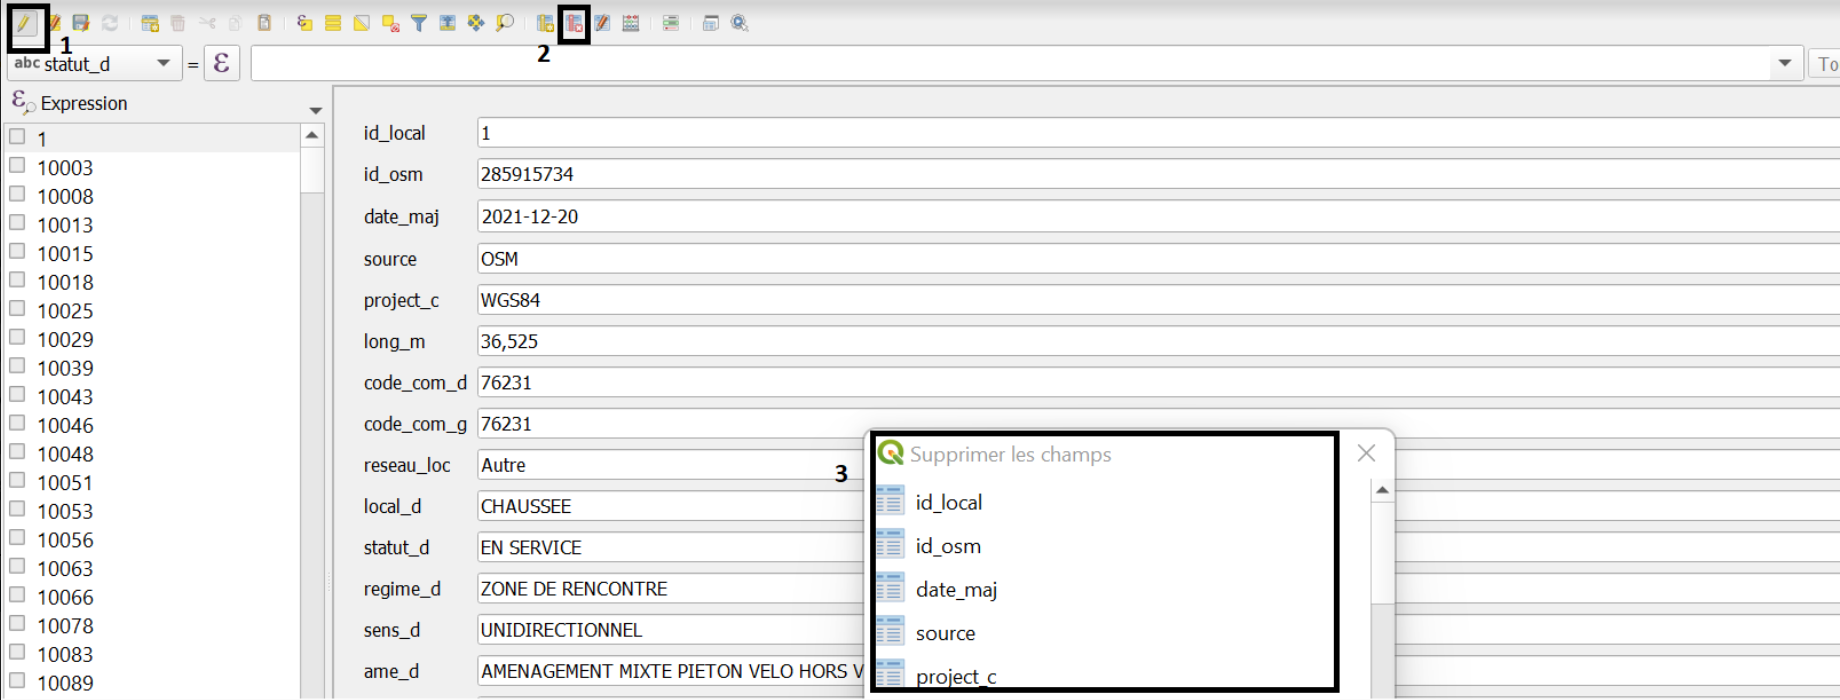 1
2
abc statut_d
=
ε
To
ε Expression
1
10003
10008
10013
10015
10018
10025
10029
10039
10043
10046
10048
10051
10053
10056
10063
10066
10078
10083
10089
id_local 1
id_osm 285915734
date_maj 2021-12-20
source OSM
project_c WGS84
long_m 36,525
code_com_d 76231
code_com_g 76231
reseau_loc Autre
local_d CHAUSSEE
statut_d EN SERVICE
regime_d ZONE DE RENCONTRE
sens_d UNIDIRECTIONNEL
ame_d AMENAGEMENT MIXTE PIETON VELO HORS V
3
Supprimer les champs
id_local
id_osm
date_maj
source
project_c